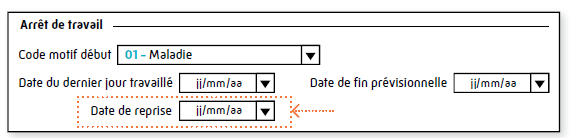 Arrêt de travail
Code motif début 01 – Maladie
Date du dernier jour travaillé jj/mm/aa Date de fin prévisionnelle jj/mm/aa
Date de reprise jj/mm/aa